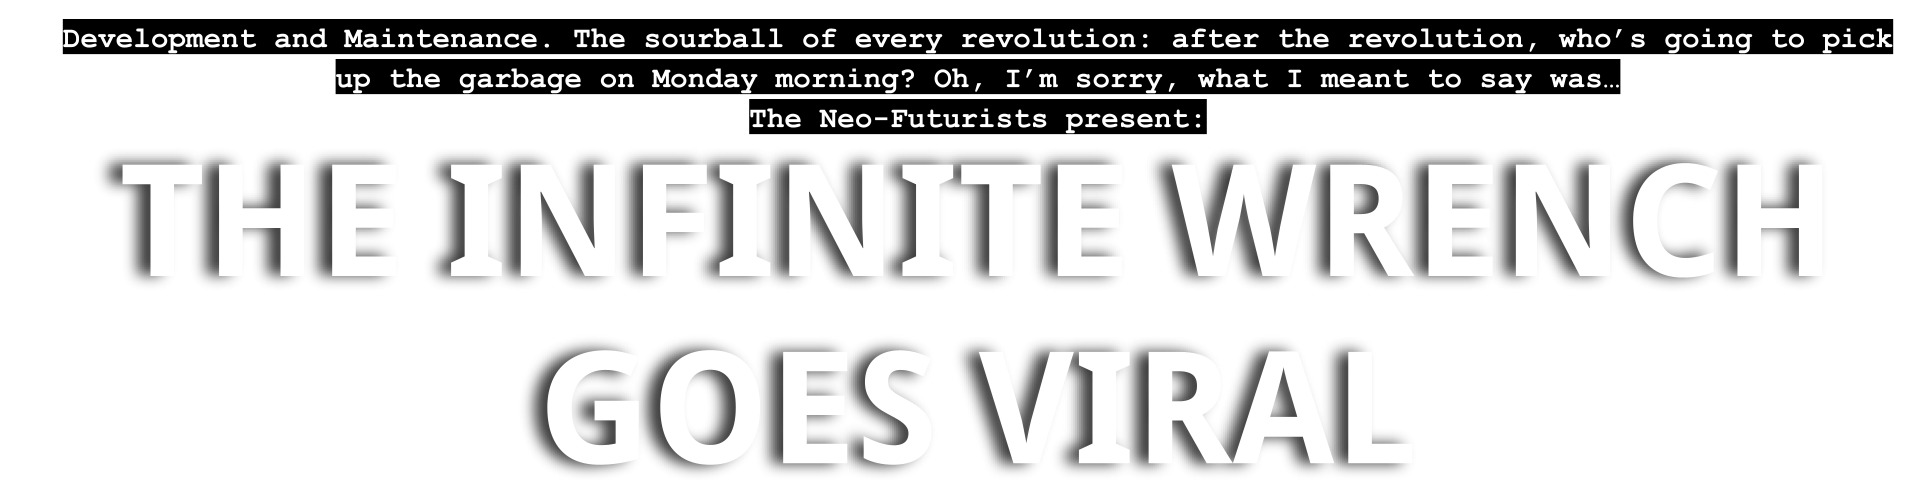 Development and Maintenance. The sourball of every revolution: after the revolution, who’s going to pick
up the garbage on Monday morning? Oh, I’m sorry, what I meant to say was…
The Neo-Futurists present:
THE INFINITE WRENCH
GOES VIRAL